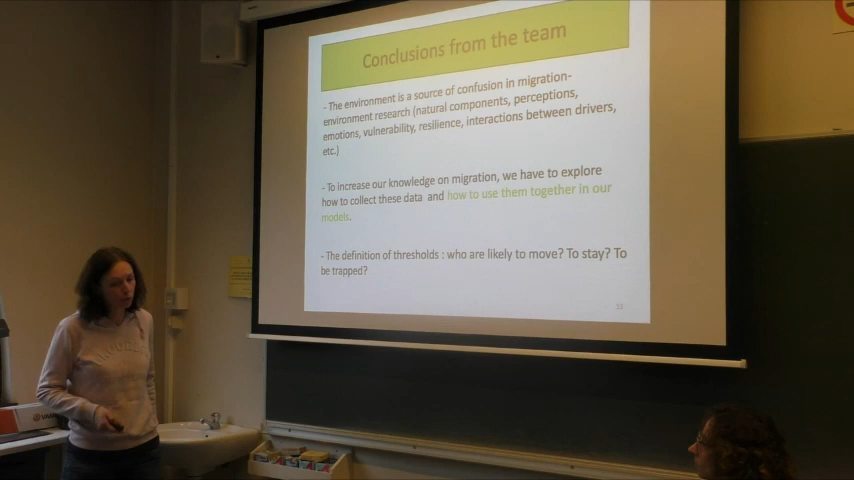 Conclusions from the team
- The environment is a source of confusion in migration-
environment research (natural components, perceptions,
emotions, vulnerability, resilience, interactions between drivers,
etc.)
- To increase our knowledge on migration, we have to explore
how to collect these data and how to use them together in our
models.
- The definition of thresholds : who are likely to move? To stay? To
be trapped?